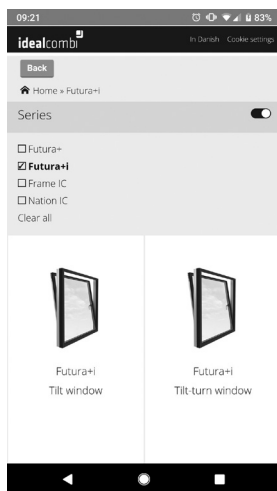 09:21
83%
idealcombi
In Danish Cookie settings
Back
Home » Futura+i
Series
Futura+
Futura+i
Frame IC
Nation IC
Clear all
Futura+i
Tilt window
Futura+i
Tilt-turn window